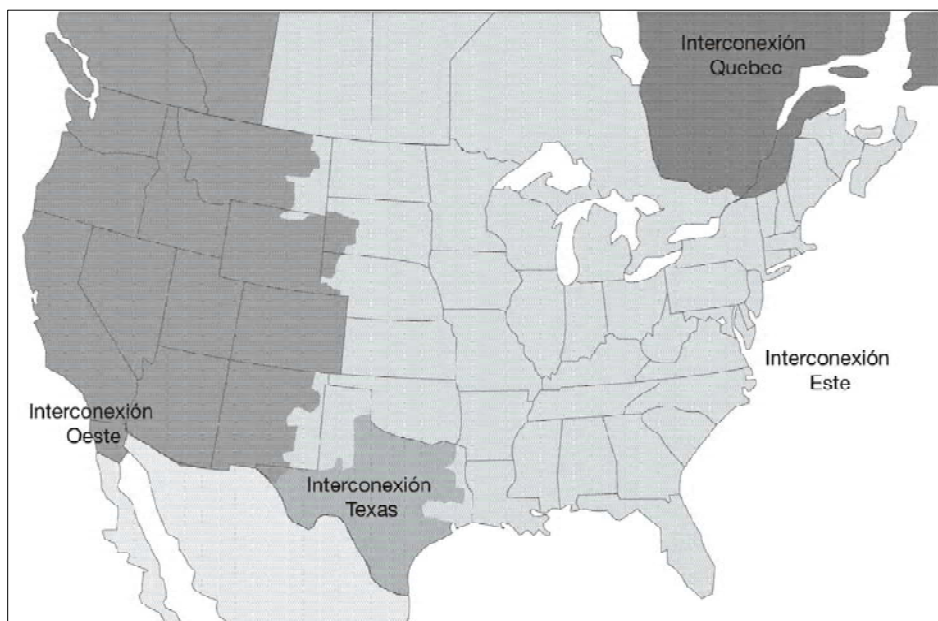 Interconexión
Quebec
Interconexión
Este
Interconexión
Oeste
Interconexión
Texas